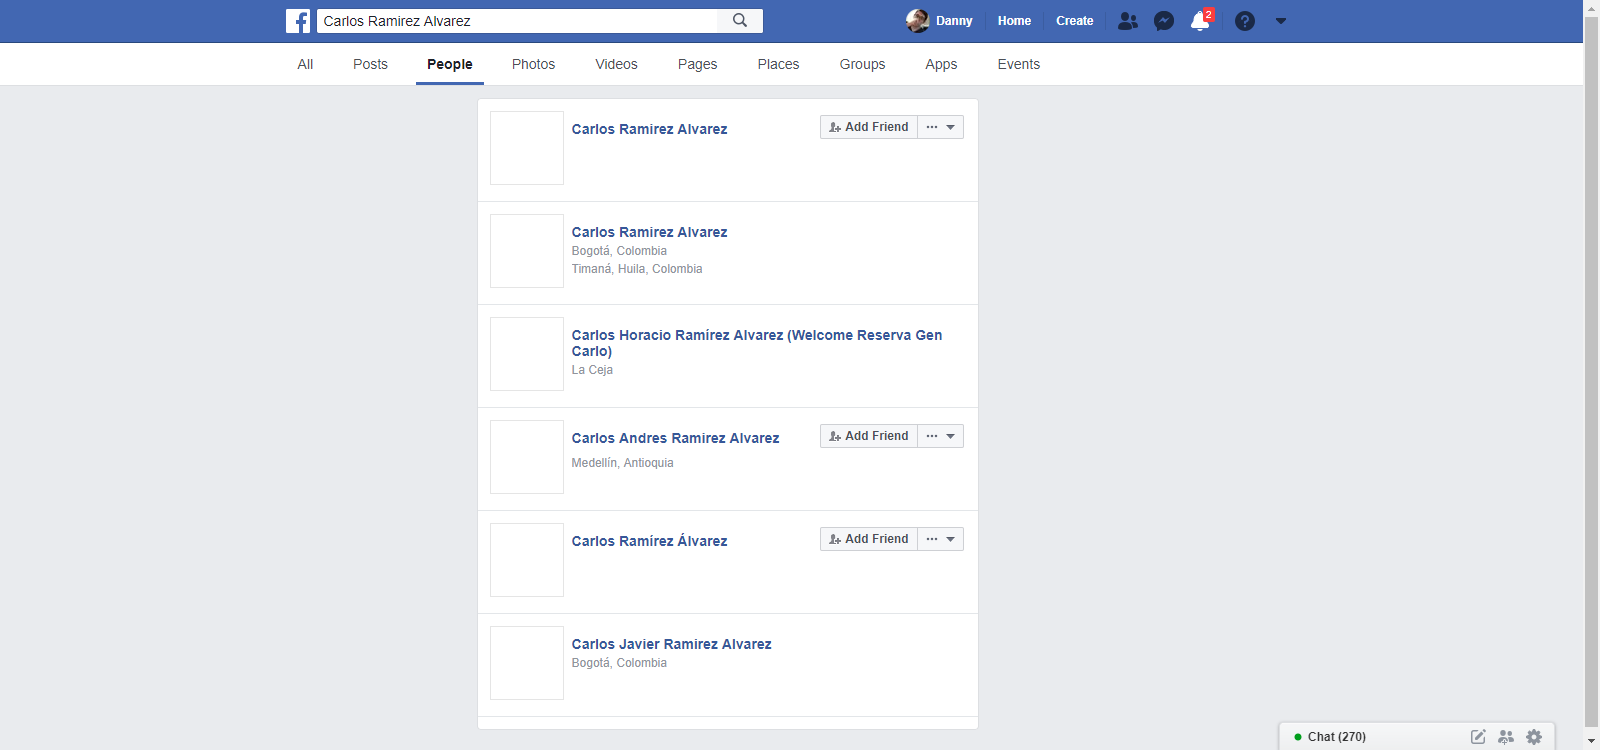 Carlos Ramirez Alvarez
Danny
Home
Create
2
All
Posts
People
Photos
Videos
Pages
Places
Groups
Apps
Events
Carlos Ramirez Alvarez
Add Friend
Carlos Ramirez Alvarez
Bogotá, Colombia
Timaná, Huila, Colombia
Carlos Horacio Ramírez Alvarez (Welcome Reserva Gen
Carlo)
La Ceja
Carlos Andres Ramirez Alvarez
Add Friend
Medellín, Antioquia
Carlos Ramírez Álvarez
Add Friend
Carlos Javier Ramirez Alvarez
Bogotá, Colombia
Chat (270)